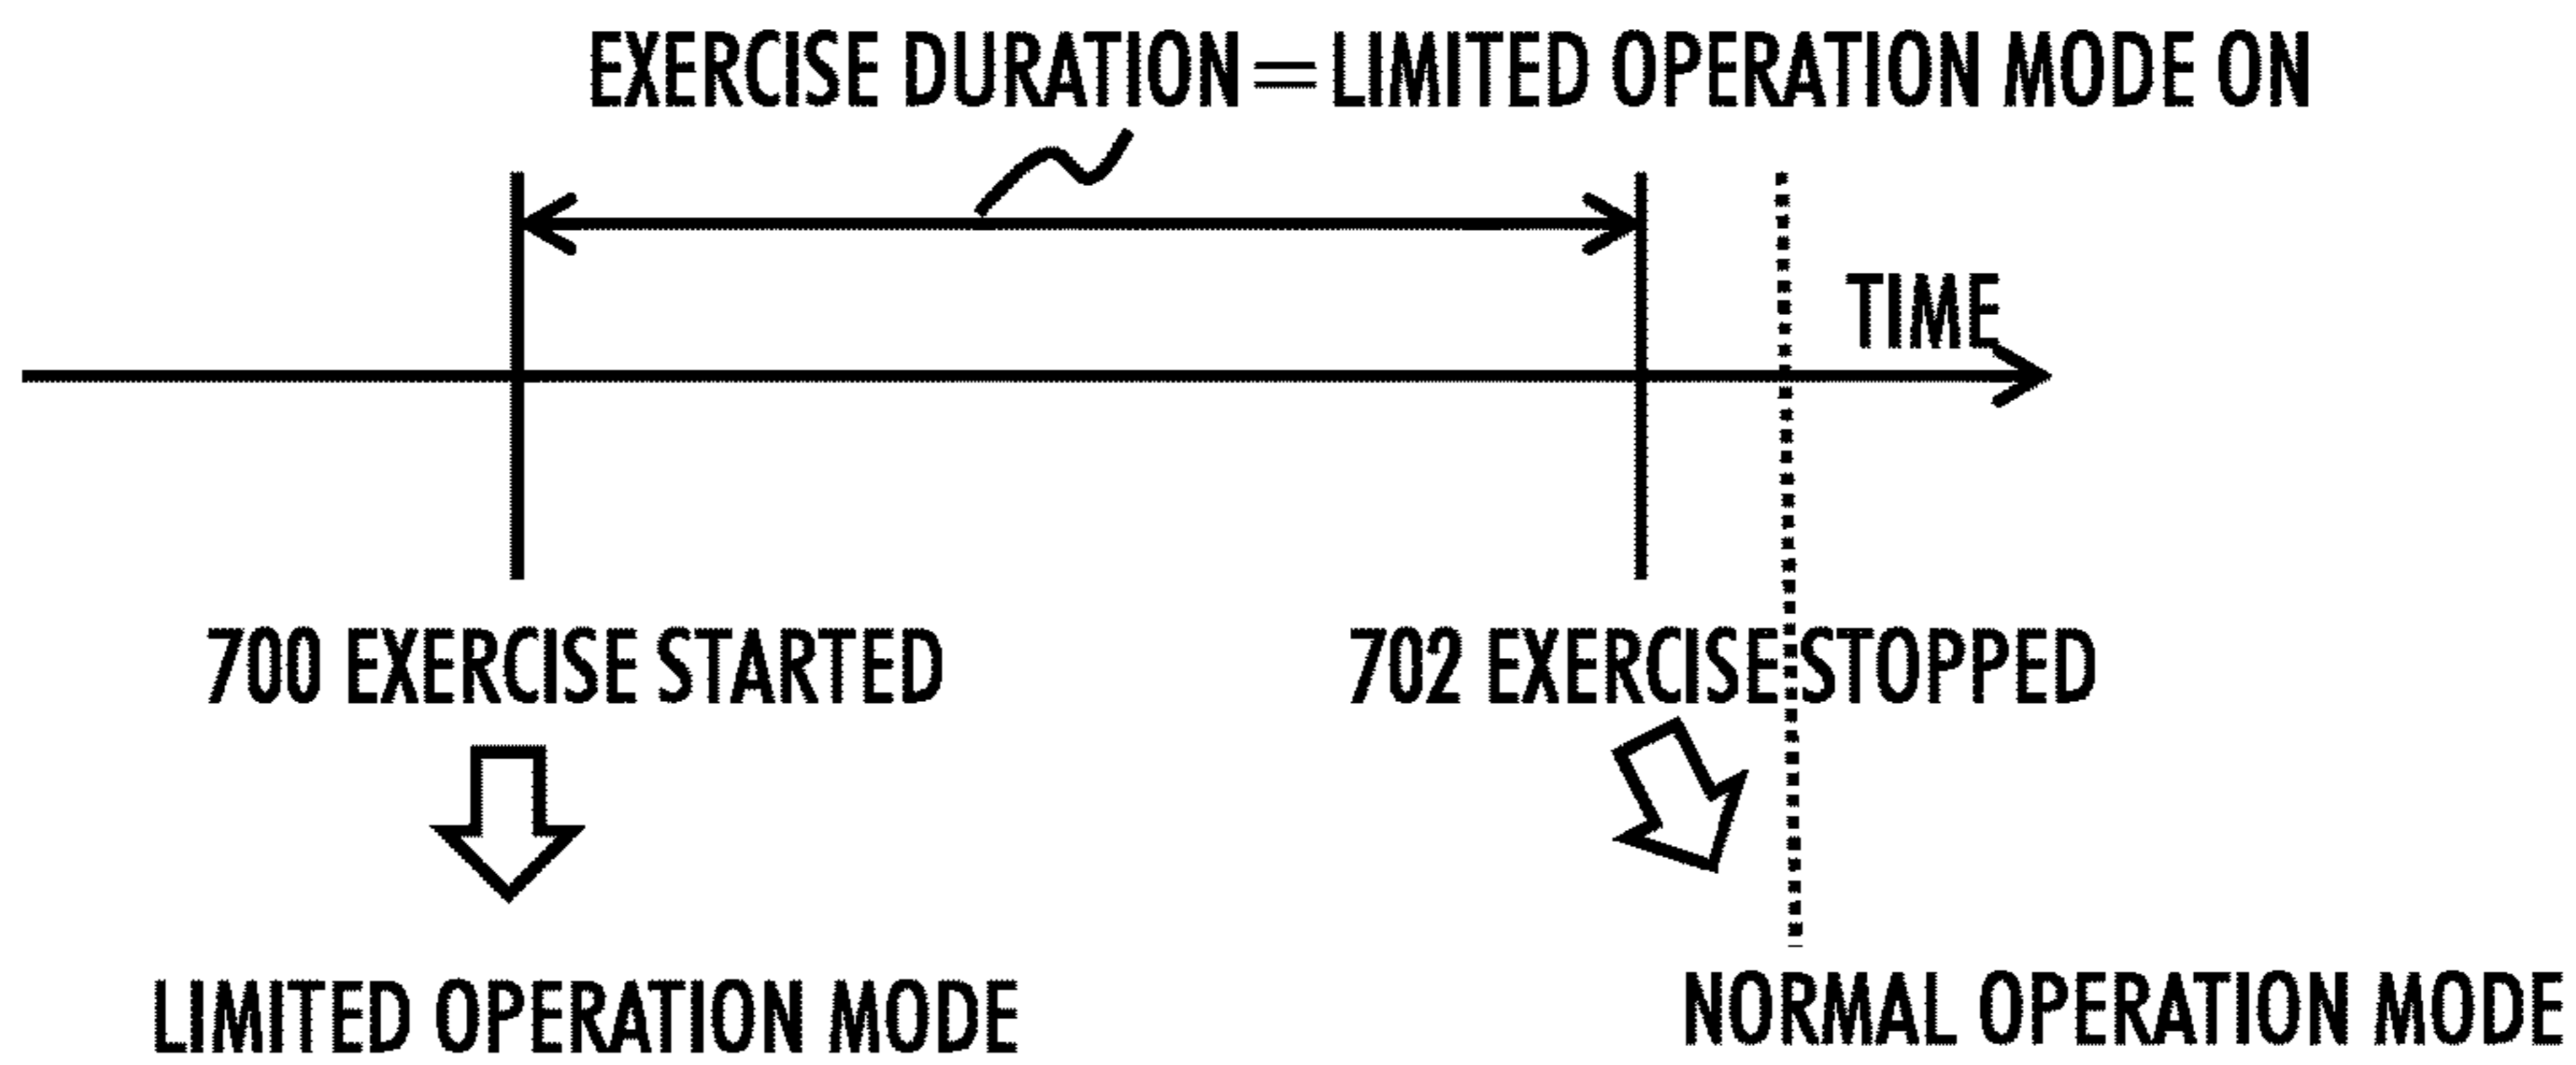 EXERCISE DURATION=LIMITED OPERATION MODE ON
TIME
700 EXERCISE STARTED
702 EXERCISE STOPPED
LIMITED OPERATION MODE
NORMAL OPERATION MODE